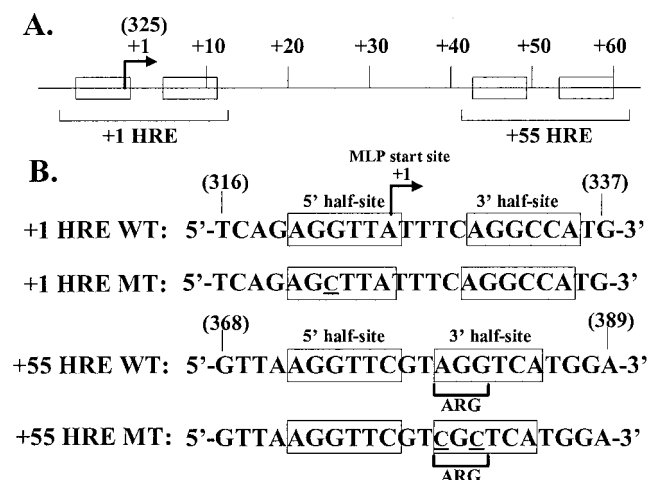 A.
(325)
+1 +10 +20 +30 +40 +50 +60
+1 HRE +55 HRE
B.
MLP start site
(316) +1 (337)
5' half-site 3' half-site
+1 HRE WT: 5'-TCAGAGGTTATTTCAGGCCATG-3'
+1 HRE MT: 5'-TCAGAGCTTATTTCAGGCCATG-3'
(368) (389)
5' half-site 3' half-site
+55 HRE WT: 5'-GTTAAGGTTCGTAGGTCATGGA-3'
ARG
+55 HRE MT: 5'-GTTAAGGTTCGTCGCTCATGGA-3'
ARG